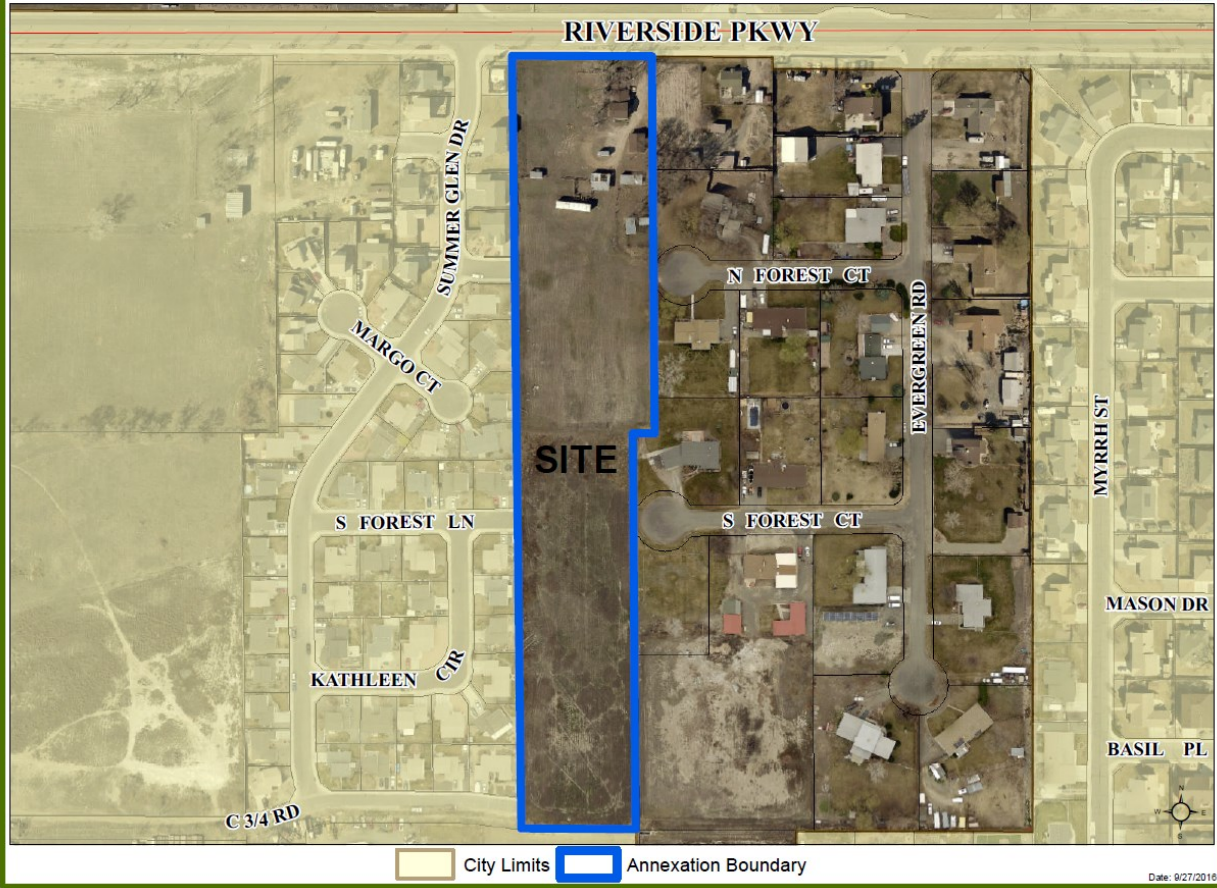 RIVERSIDE PKWY
SUMMER GLEN DR
N FOREST CT
EVERGREEN RD
MARGO CT
MYRRH ST
SITE
S FOREST LN
S FOREST CT
MASON DR
KATHLEEN CIR
BASIL PL
C 3/4 RD
N
W E
S
City Limits Annexation Boundary
Date: 9/27/2016